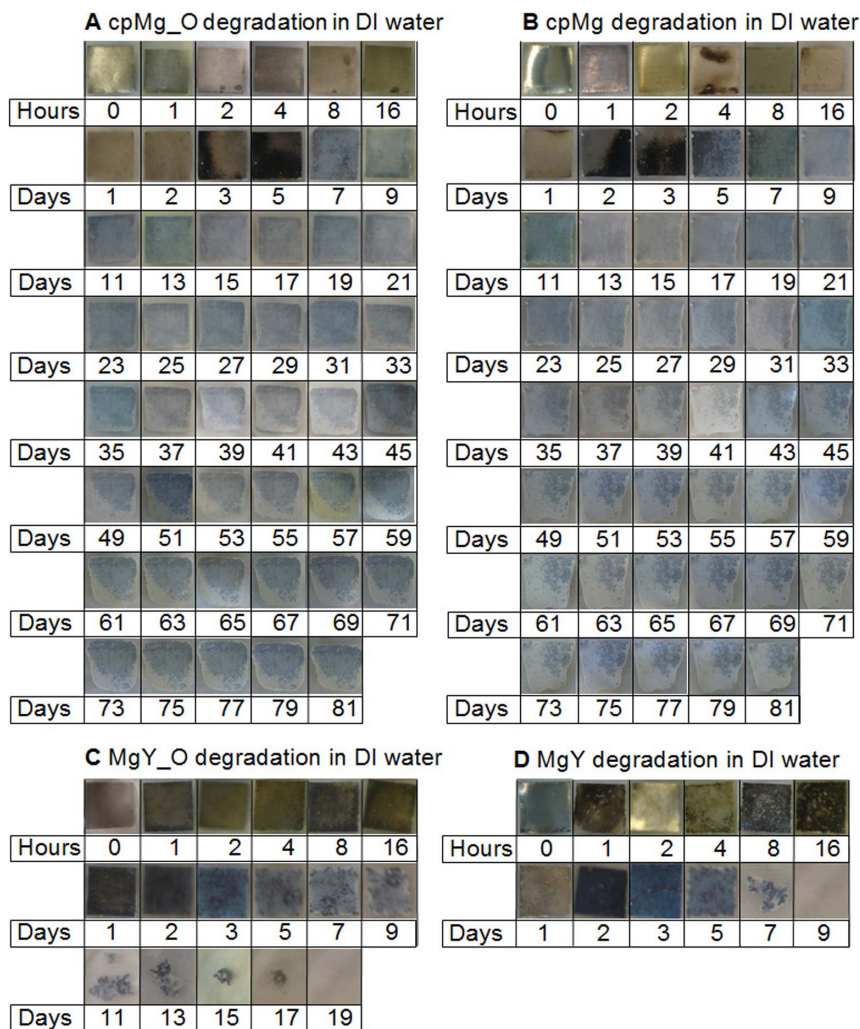 A cpMg_O degradation in DI water
Hours 0 1 2 4 8 16
Days 1 2 3 5 7 9
Days 11 13 15 17 19 21
Days 23 25 27 29 31 33
Days 35 37 39 41 43 45
Days 49 51 53 55 57 59
Days 61 63 65 67 69 71
Days 73 75 77 79 81
B cpMg degradation in DI water
Hours 0 1 2 4 8 16
Days 1 2 3 5 7 9
Days 11 13 15 17 19 21
Days 23 25 27 29 31 33
Days 35 37 39 41 43 45
Days 49 51 53 55 57 59
Days 61 63 65 67 69 71
Days 73 75 77 79 81
C MgY_O degradation in DI water
Hours 0 1 2 4 8 16
Days 1 2 3 5 7 9
Days 11 13 15 17 19
D MgY degradation in DI water
Hours 0 1 2 4 8 16
Days 1 2 3 5 7 9